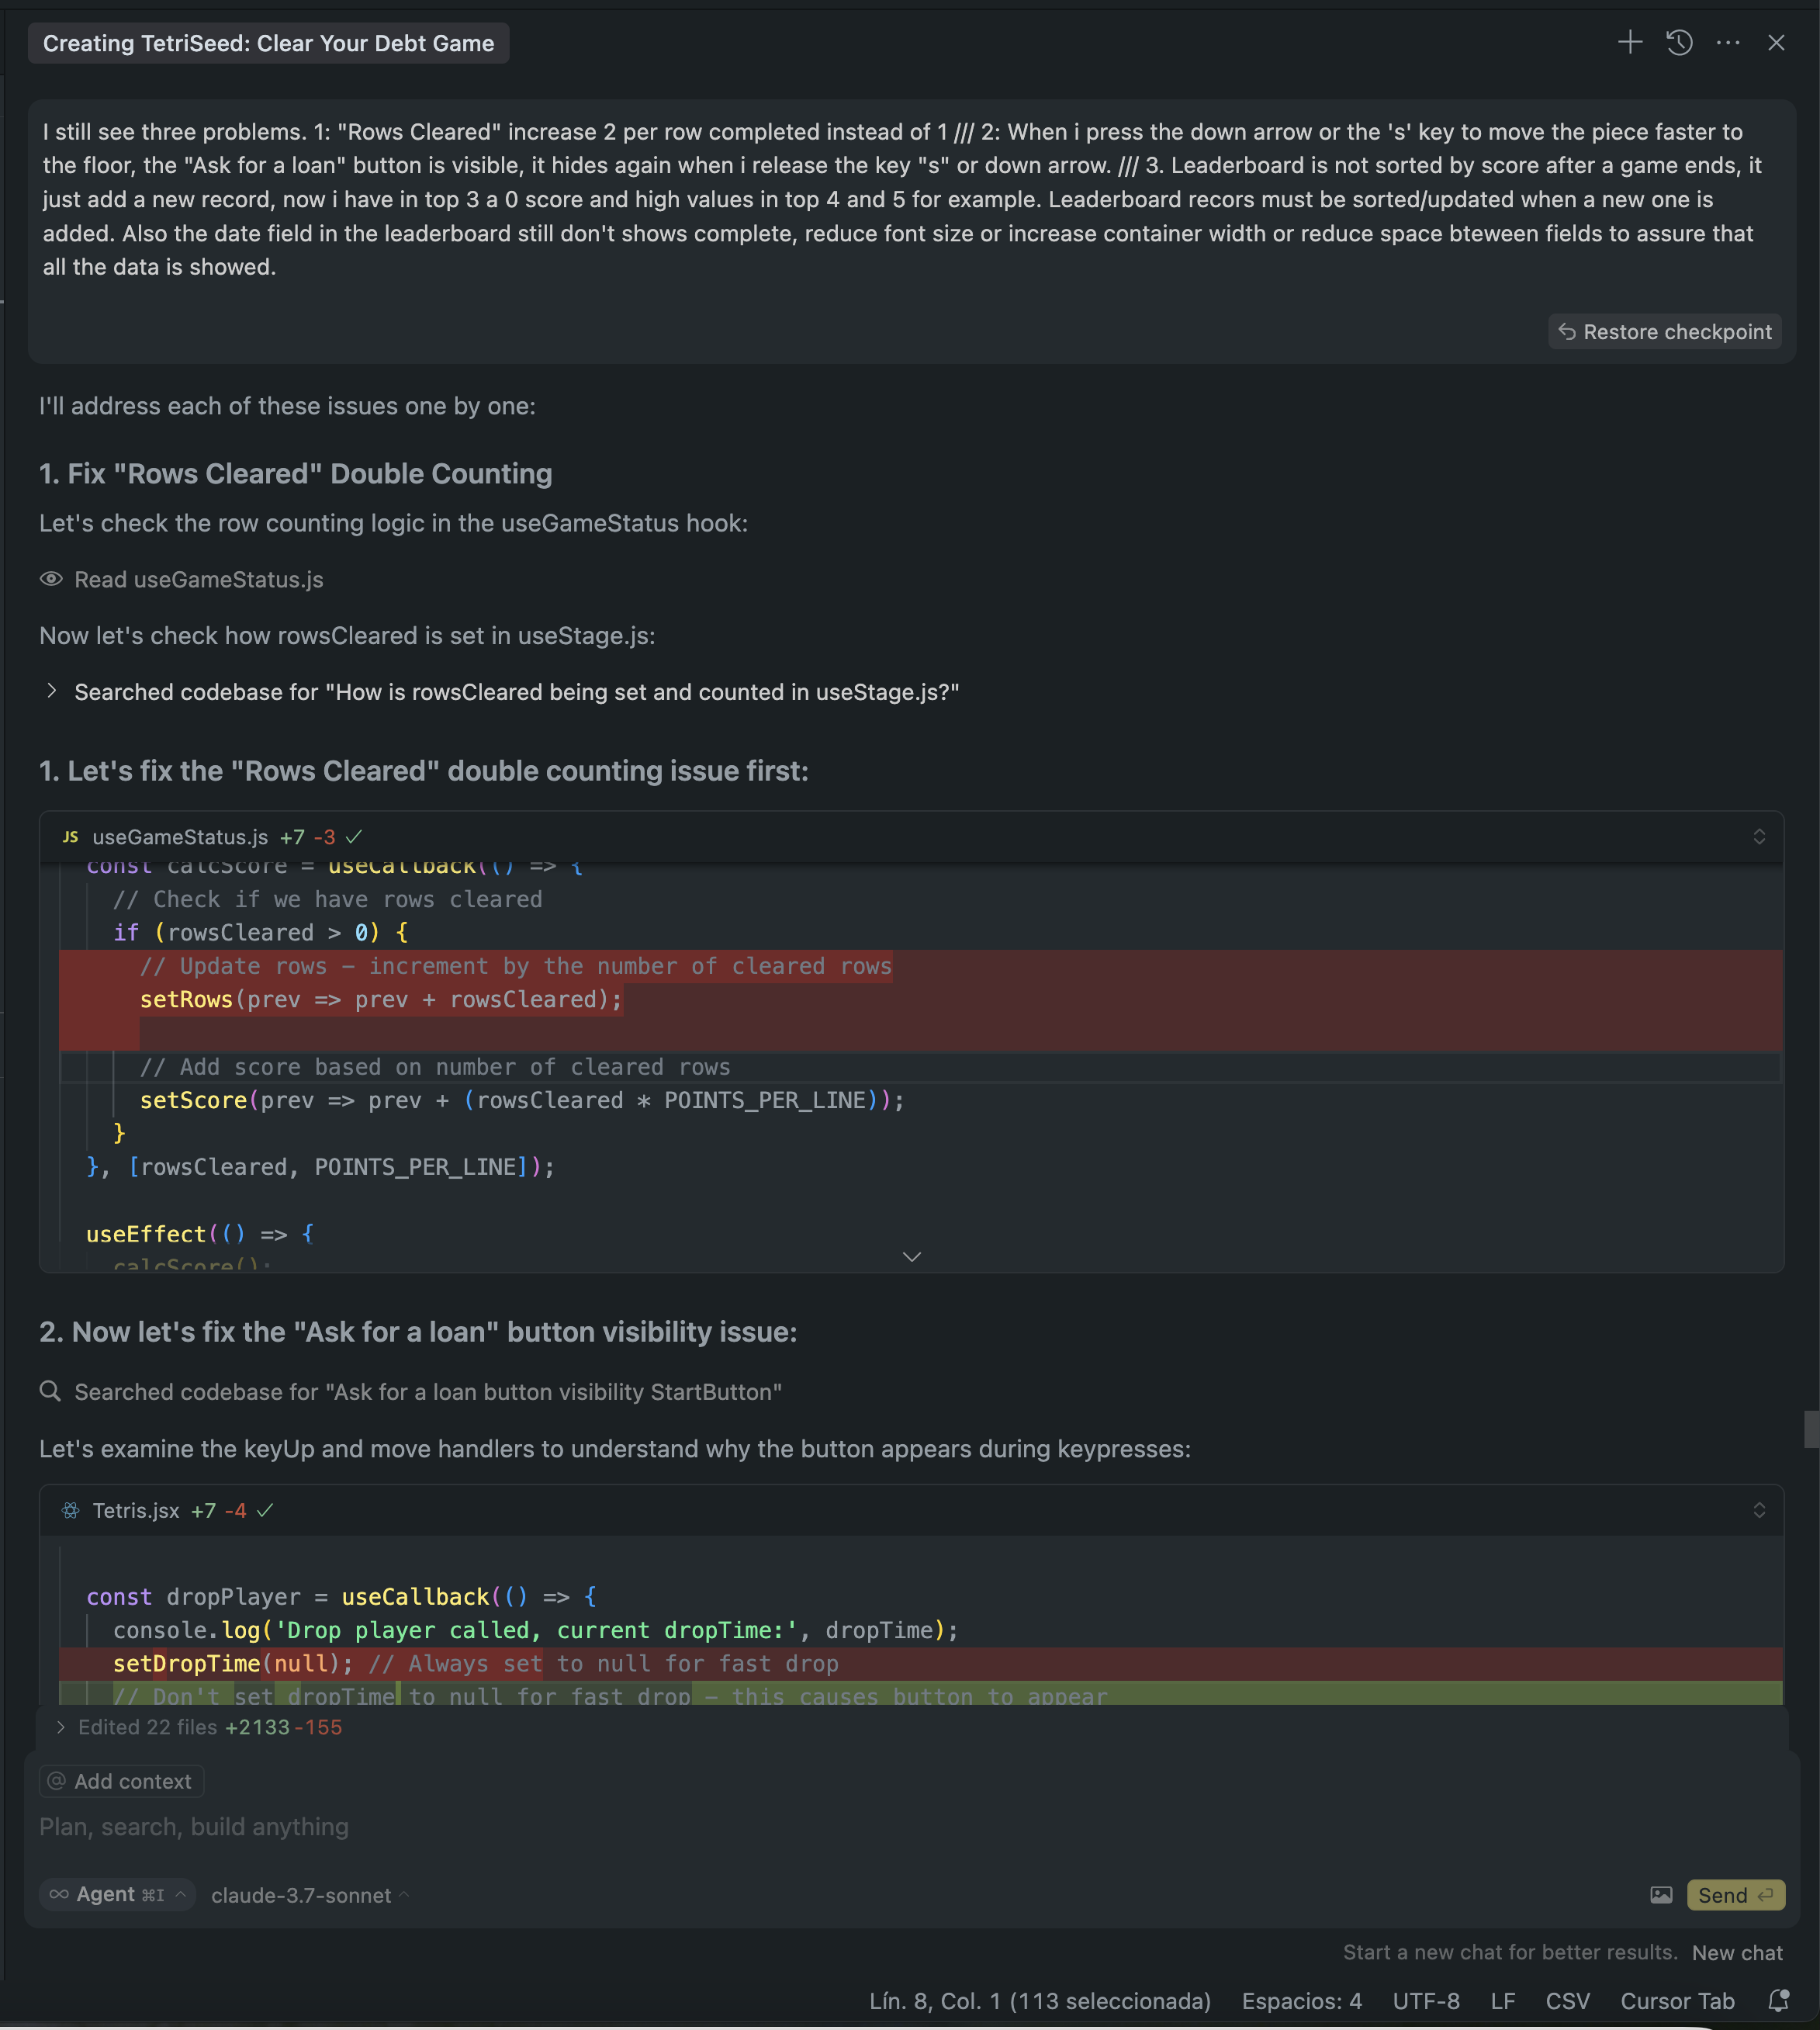 Creating TetriSeed: Clear Your Debt Game
I still see three problems. 1: "Rows Cleared" increase 2 per row completed instead of 1 /// 2: When i press the down arrow or the 's' key to move the piece faster to
the floor, the "Ask for a loan" button is visible, it hides again when i release the key "s" or down arrow. /// 3. Leaderboard is not sorted by score after a game ends, it
just add a new record, now i have in top 3 a 0 score and high values in top 4 and 5 for example. Leaderboard recors must be sorted/updated when a new one is
added. Also the date field in the leaderboard still don't shows complete, reduce font size or increase container width or reduce space bteween fields to assure that
all the data is showed.
Restore checkpoint
I'll address each of these issues one by one:
1. Fix "Rows Cleared" Double Counting
Let's check the row counting logic in the useGameStatus hook:
Read useGameStatus.js
Now let's check how rowsCleared is set in useStage.js:
Searched codebase for "How is rowsCleared being set and counted in useStage.js?"
1. Let's fix the "Rows Cleared" double counting issue first:
JS useGameStatus.js +7 -3
const calcScore = useCallback(() => {
// Check if we have rows cleared
if (rowsCleared > 0) {
// Update rows – increment by the number of cleared rows
setRows(prev => prev + rowsCleared);
// Add score based on number of cleared rows
setScore(prev => prev + (rowsCleared * POINTS_PER_LINE));
}
}, [rowsCleared, POINTS_PER_LINE]);
useEffect(() => {
calcScore();
2. Now let's fix the "Ask for a loan" button visibility issue:
Searched codebase for "Ask for a loan button visibility StartButton"
Let's examine the keyUp and move handlers to understand why the button appears during keypresses:
Tetris.jsx +7 -4
const dropPlayer = useCallback(() => {
console.log('Drop player called, current dropTime:', dropTime);
setDropTime(null); // Always set to null for fast drop
// Don't set dropTime to null for fast drop – this causes button to appear
Edited 22 files +2133 -155
@ Add context
Plan, search, build anything
Agent ⌘I claude-3.7-sonnet
Send
Start a new chat for better results. New chat
Lín. 8, Col. 1 (113 seleccionada) Espacios: 4 UTF-8 LF CSV Cursor Tab